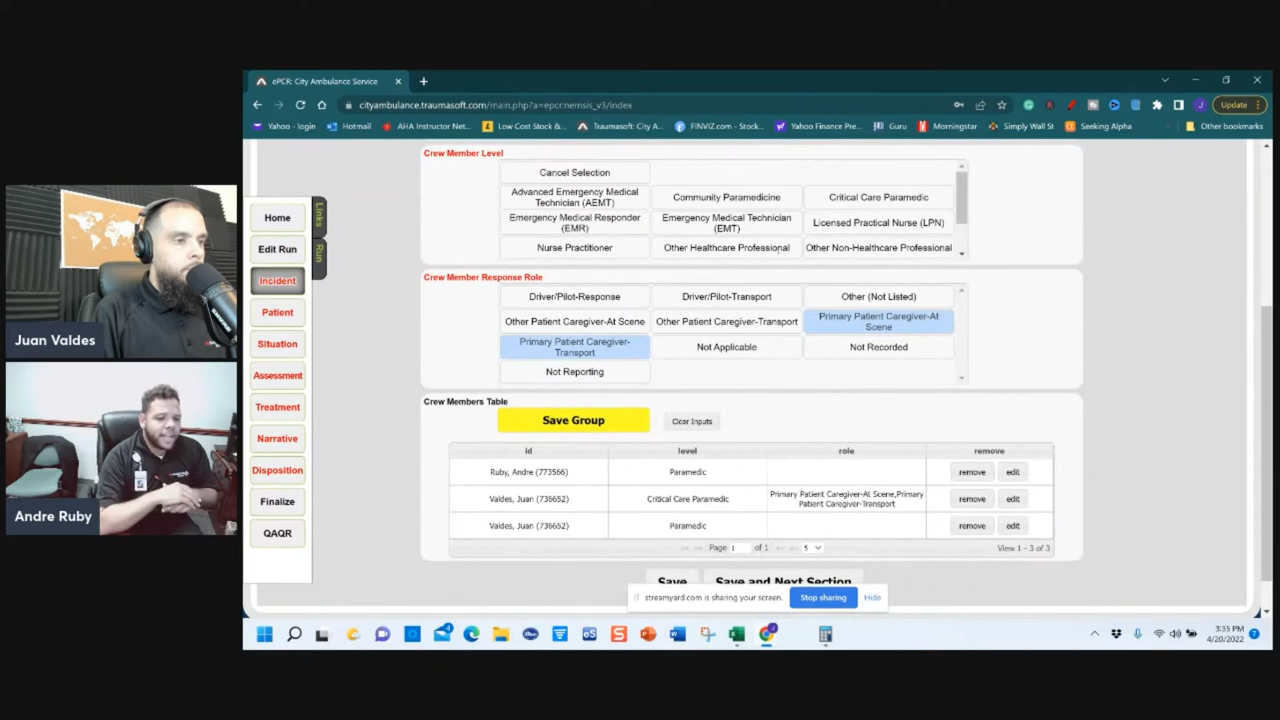 ePCR: City Ambulance Service
cityambulance.traumasoft.com/main.php?a=epcr:nemsis_v3/index
Update
Yahoo - login
Hotmail
AHA Instructor Net...
Low Cost Stock &...
Traumasoft: City A...
FINVIZ.com - Stock...
Yahoo Finance Pre...
Guru
Morningstar
Simply Wall St
Seeking Alpha
Other bookmarks
Links
Run
Home
Edit Run
Incident
Patient
Situation
Assessment
Treatment
Narrative
Disposition
Finalize
QAQR
Crew Member Level
Cancel Selection
Advanced Emergency Medical
Technician (AEMT)
Community Paramedicine
Critical Care Paramedic
Emergency Medical Responder
(EMR)
Emergency Medical Technician
(EMT)
Licensed Practical Nurse (LPN)
Nurse Practitioner
Other Healthcare Professional
Other Non-Healthcare Professional
Crew Member Response Role
Driver/Pilot-Response
Driver/Pilot-Transport
Other (Not Listed)
Other Patient Caregiver-At Scene
Other Patient Caregiver-Transport
Primary Patient Caregiver-At
Scene
Primary Patient Caregiver-
Transport
Not Applicable
Not Recorded
Not Reporting
Crew Members Table
Save Group
Clear Inputs
id level role remove
Ruby, Andre (773566) Paramedic remove edit
Valdes, Juan (736652) Critical Care Paramedic Primary Patient Caregiver-At Scene,Primary
Patient Caregiver-Transport remove edit
Valdes, Juan (736652) Paramedic remove edit
Page 1 of 1 5 View 1 - 3 of 3
Save
Save and Next Section
streamyard.com is sharing your screen.
Stop sharing
Hide
3:35 PM
4/20/2022
Juan Valdes
Andre Ruby